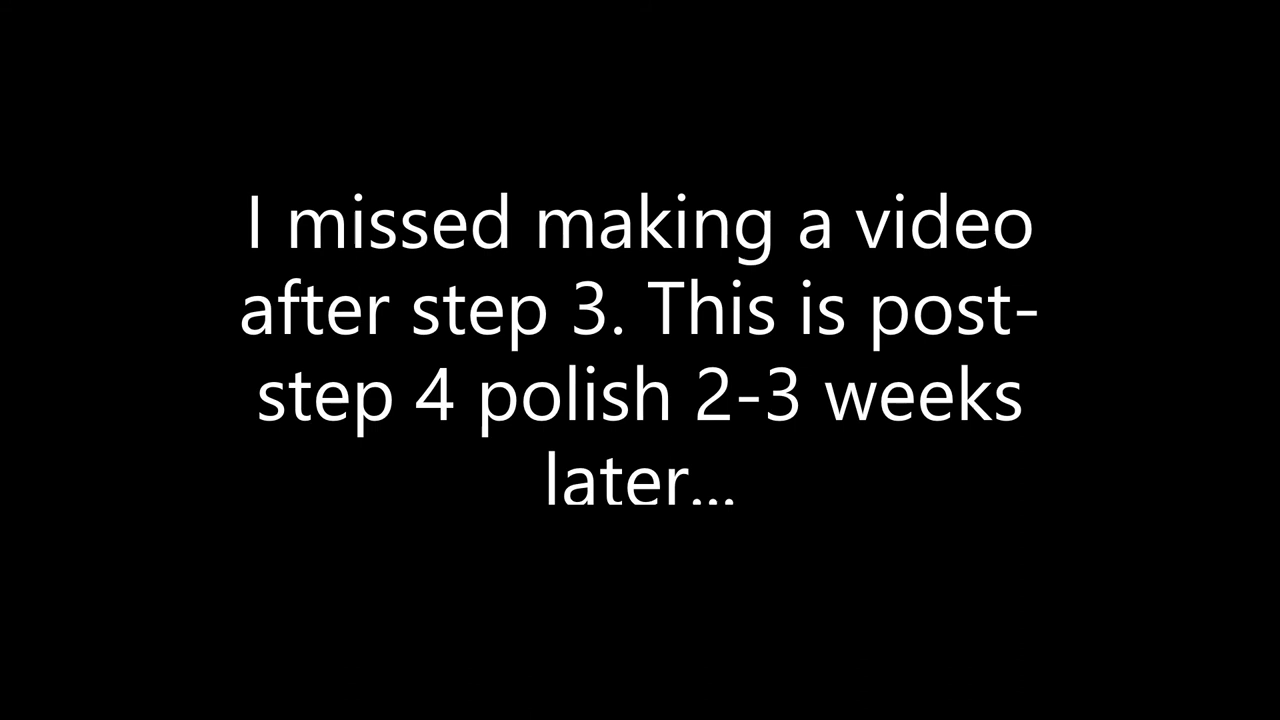 I missed making a video
after step 3. This is post-
step 4 polish 2-3 weeks
later...